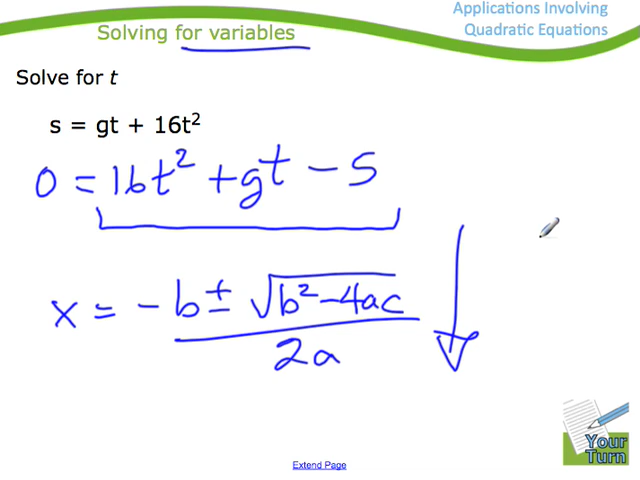 Applications Involving
Quadratic Equations
Solving for variables
Solve for t
s = gt + 16t²
0 = 16t² + gt - s
x = -b ± √b² - 4ac
2a
Your
Turn
Extend Page